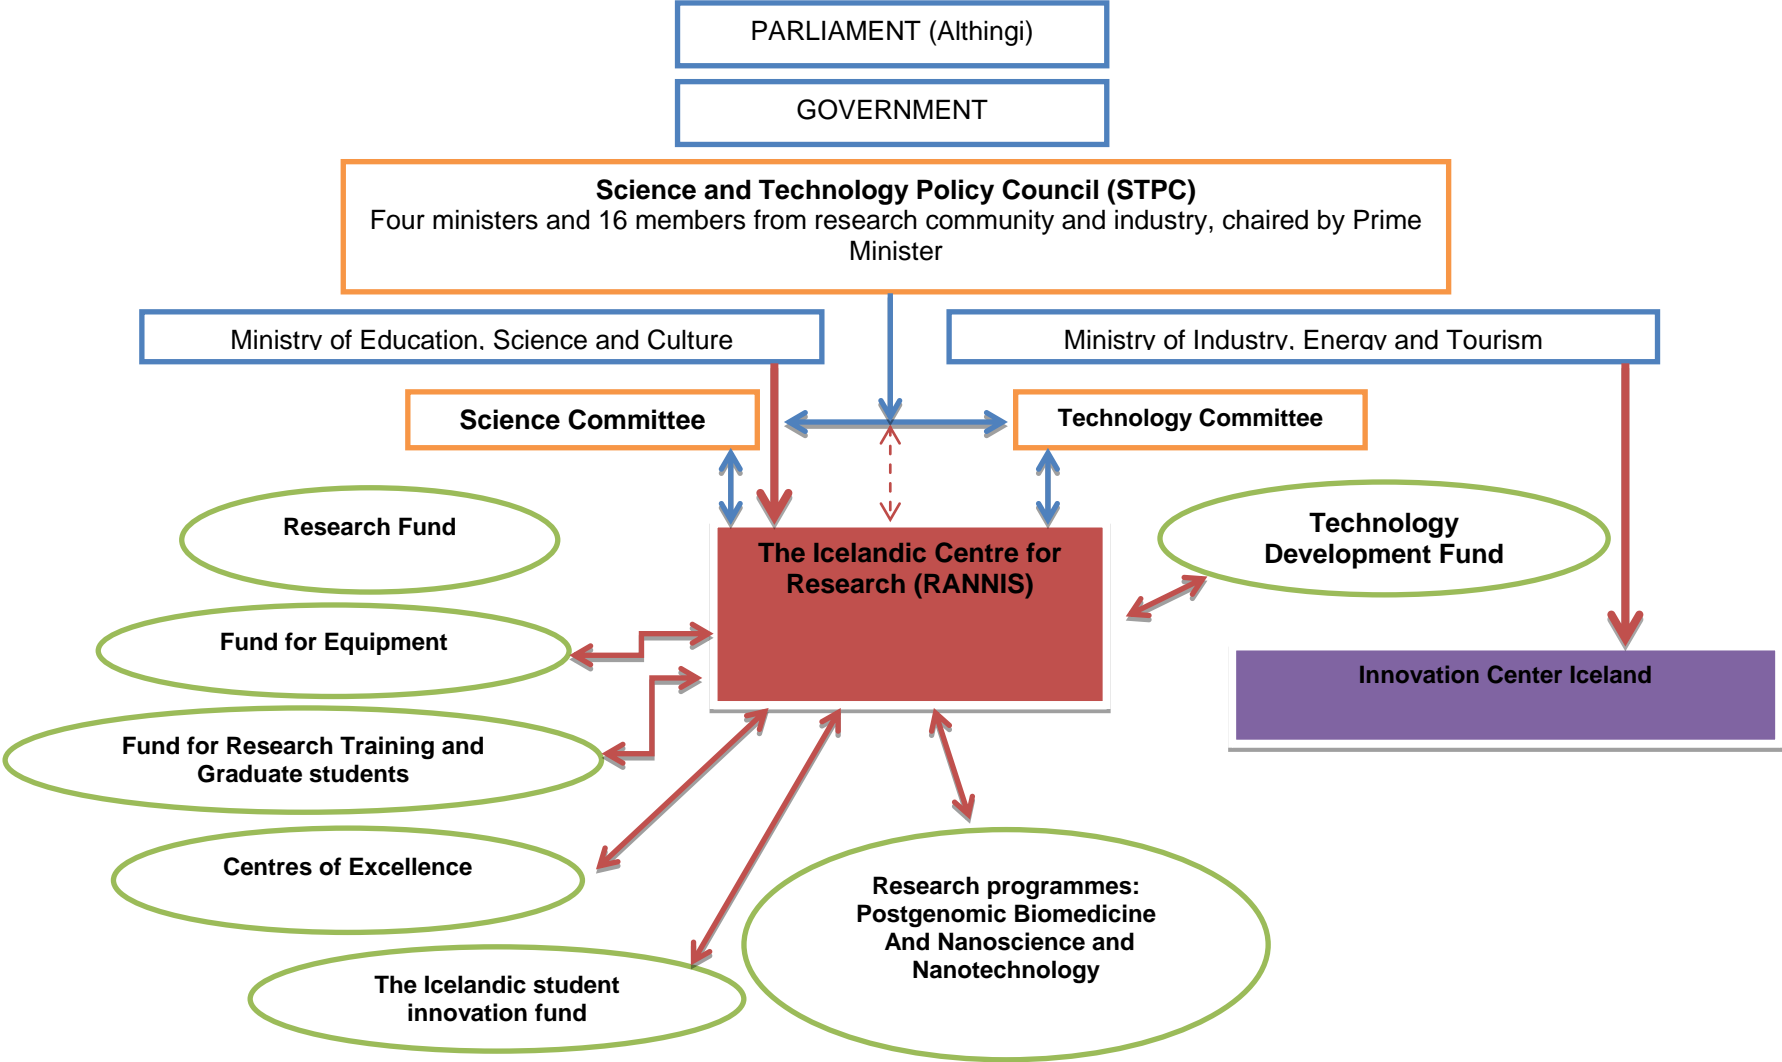 PARLIAMENT (Althingi)
GOVERNMENT
Science and Technology Policy Council (STPC)
Four ministers and 16 members from research community and industry, chaired by Prime
Minister
Ministry of Education, Science and Culture
Ministry of Industry, Energy and Tourism
Science Committee
Technology Committee
Research Fund
The Icelandic Centre for
Research (RANNIS)
Technology
Development Fund
Fund for Equipment
Innovation Center Iceland
Fund for Research Training and
Graduate students
Centres of Excellence
Research programmes:
Postgenomic Biomedicine
And Nanoscience and
Nanotechnology
The Icelandic student
innovation fund